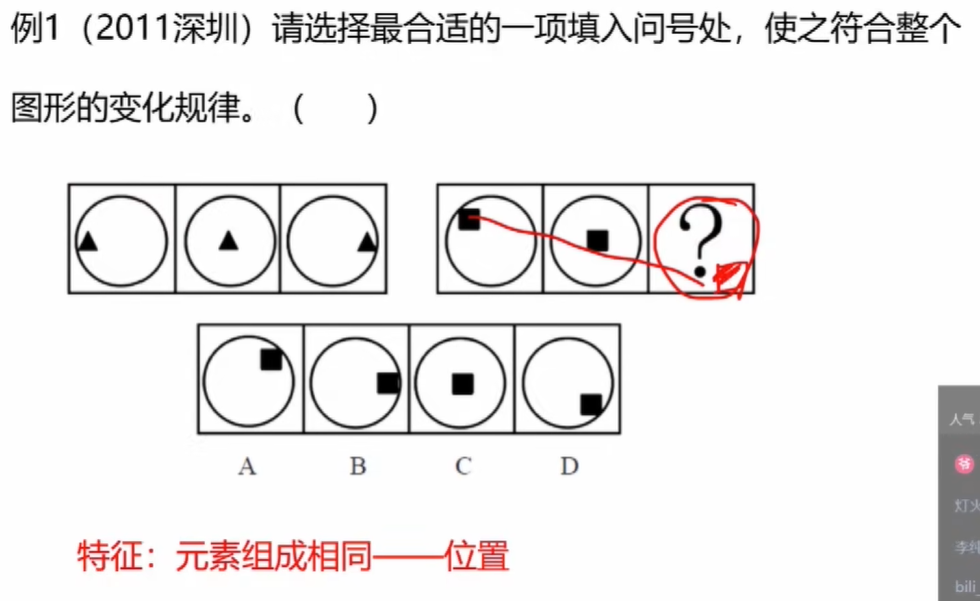 例1（2011深圳）请选择最合适的一项填入问号处，使之符合整个
图形的变化规律。（　　）
?
A B C D
特征：元素组成相同——位置
人气
爷
灯火
李纯
bili